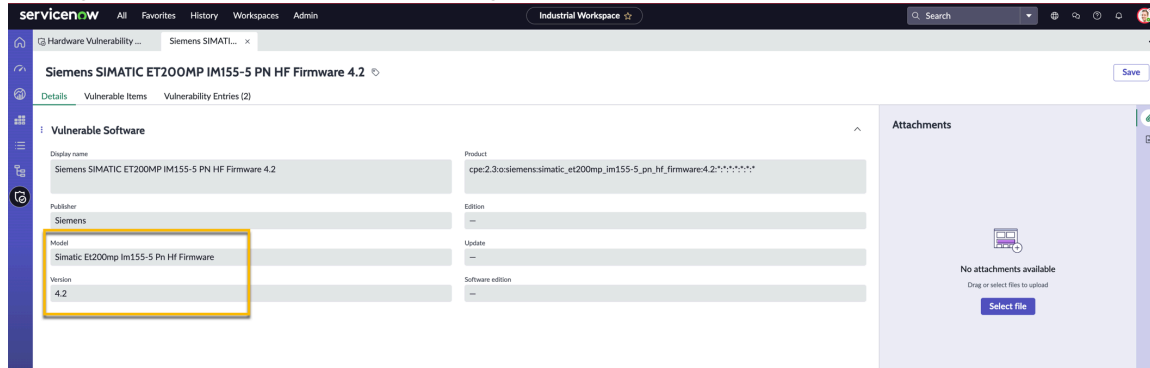 servicenow All Favorites History Workspaces Admin Industrial Workspace Search
Hardware Vulnerability ... Siemens SIMATI... ×
Siemens SIMATIC ET200MP IM155-5 PN HF Firmware 4.2 Save
Details Vulnerable Items Vulnerability Entries (2)
Vulnerable Software
Display name Product
Siemens SIMATIC ET200MP IM155-5 PN HF Firmware 4.2 cpe:2.3:o:siemens:simatic_et200mp_im155-5_pn_hf_firmware:4.2:*:*:*:*:*:*:*
Publisher Edition
Siemens —
Model Update
Simatic Et200mp Im155-5 Pn Hf Firmware —
Version Software edition
4.2 —
Attachments
No attachments available
Drag or select files to upload
Select file